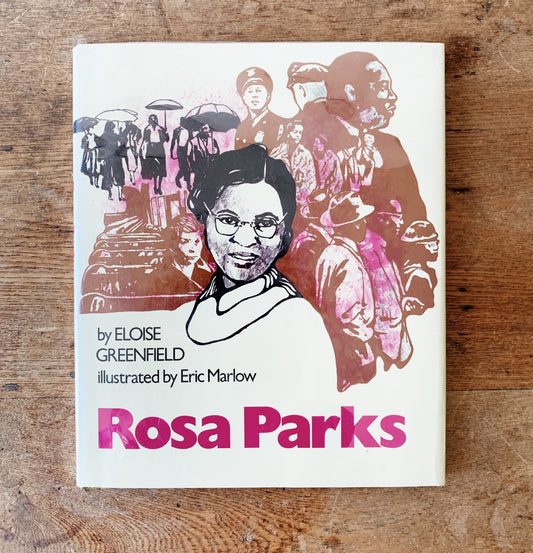 by ELOISE
GREENFIELD
illustrated by Eric Marlow
Rosa Parks